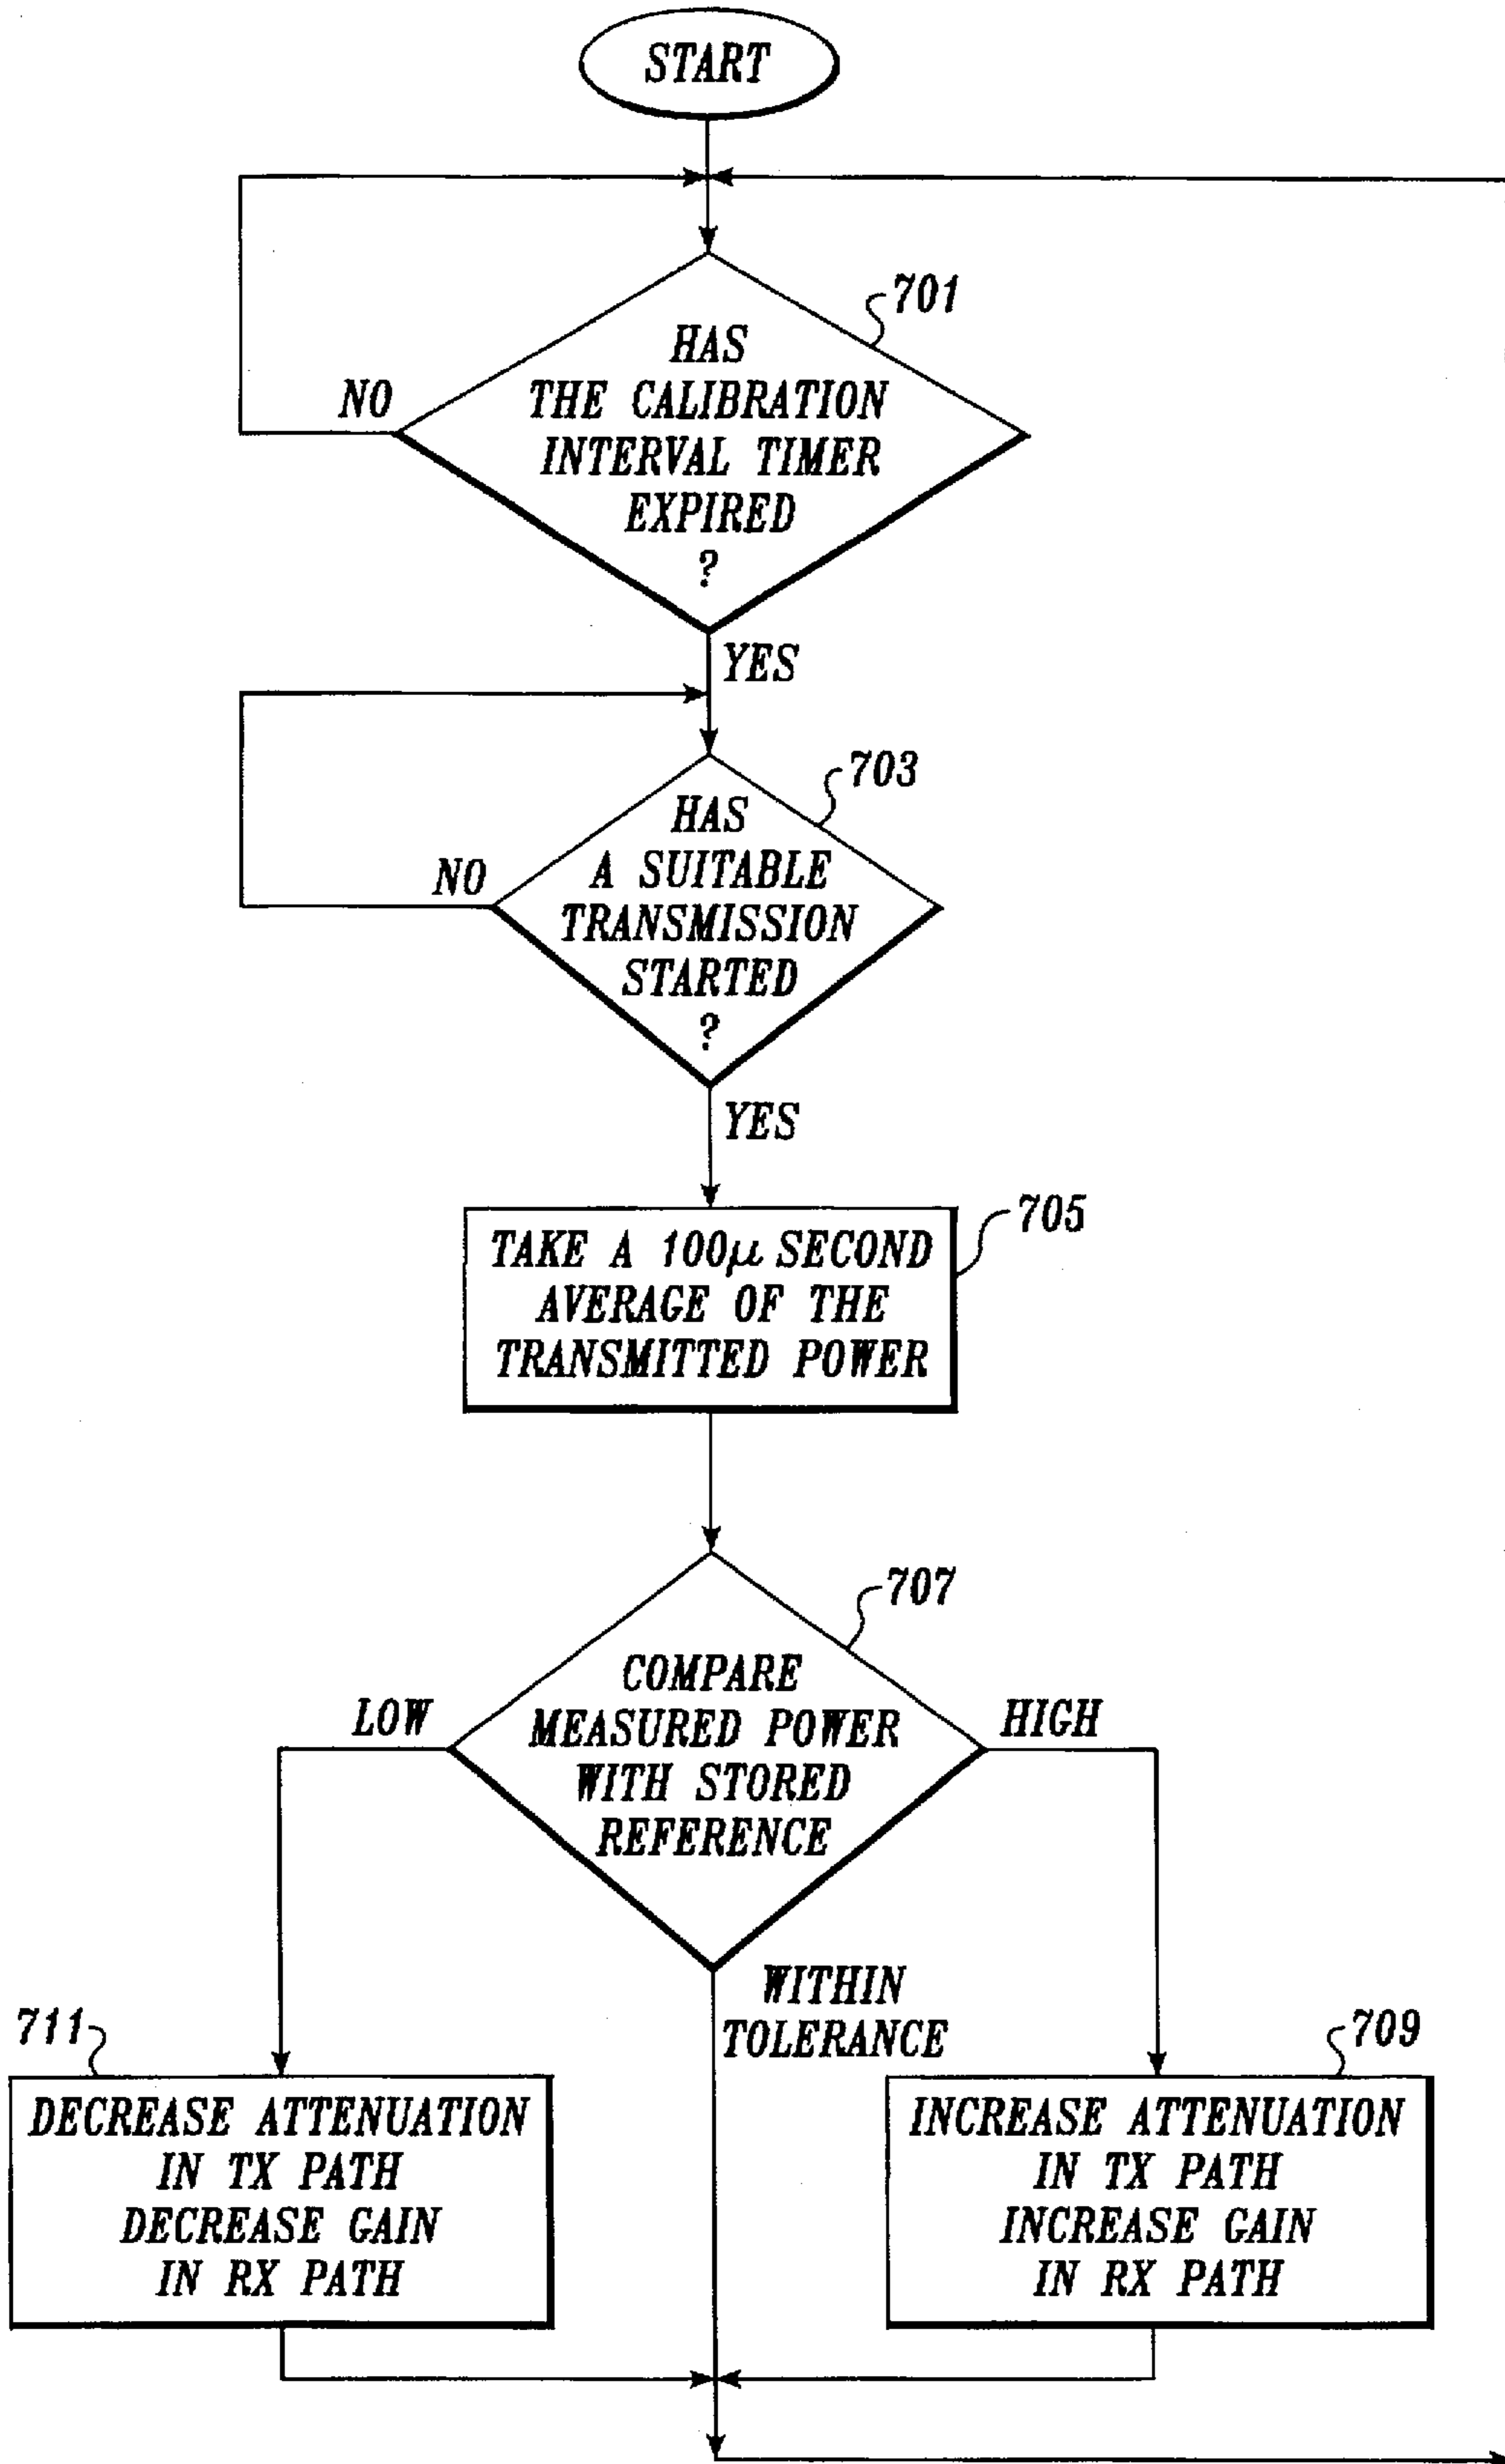 START
701
HAS
THE CALIBRATION
INTERVAL TIMER
EXPIRED
?
NO
YES
703
HAS
A SUITABLE
TRANSMISSION
STARTED
?
NO
YES
705
TAKE A 100μ SECOND
AVERAGE OF THE
TRANSMITTED POWER
707
COMPARE
MEASURED POWER
WITH STORED
REFERENCE
LOW
HIGH
WITHIN
TOLERANCE
711
DECREASE ATTENUATION
IN TX PATH
DECREASE GAIN
IN RX PATH
709
INCREASE ATTENUATION
IN TX PATH
INCREASE GAIN
IN RX PATH